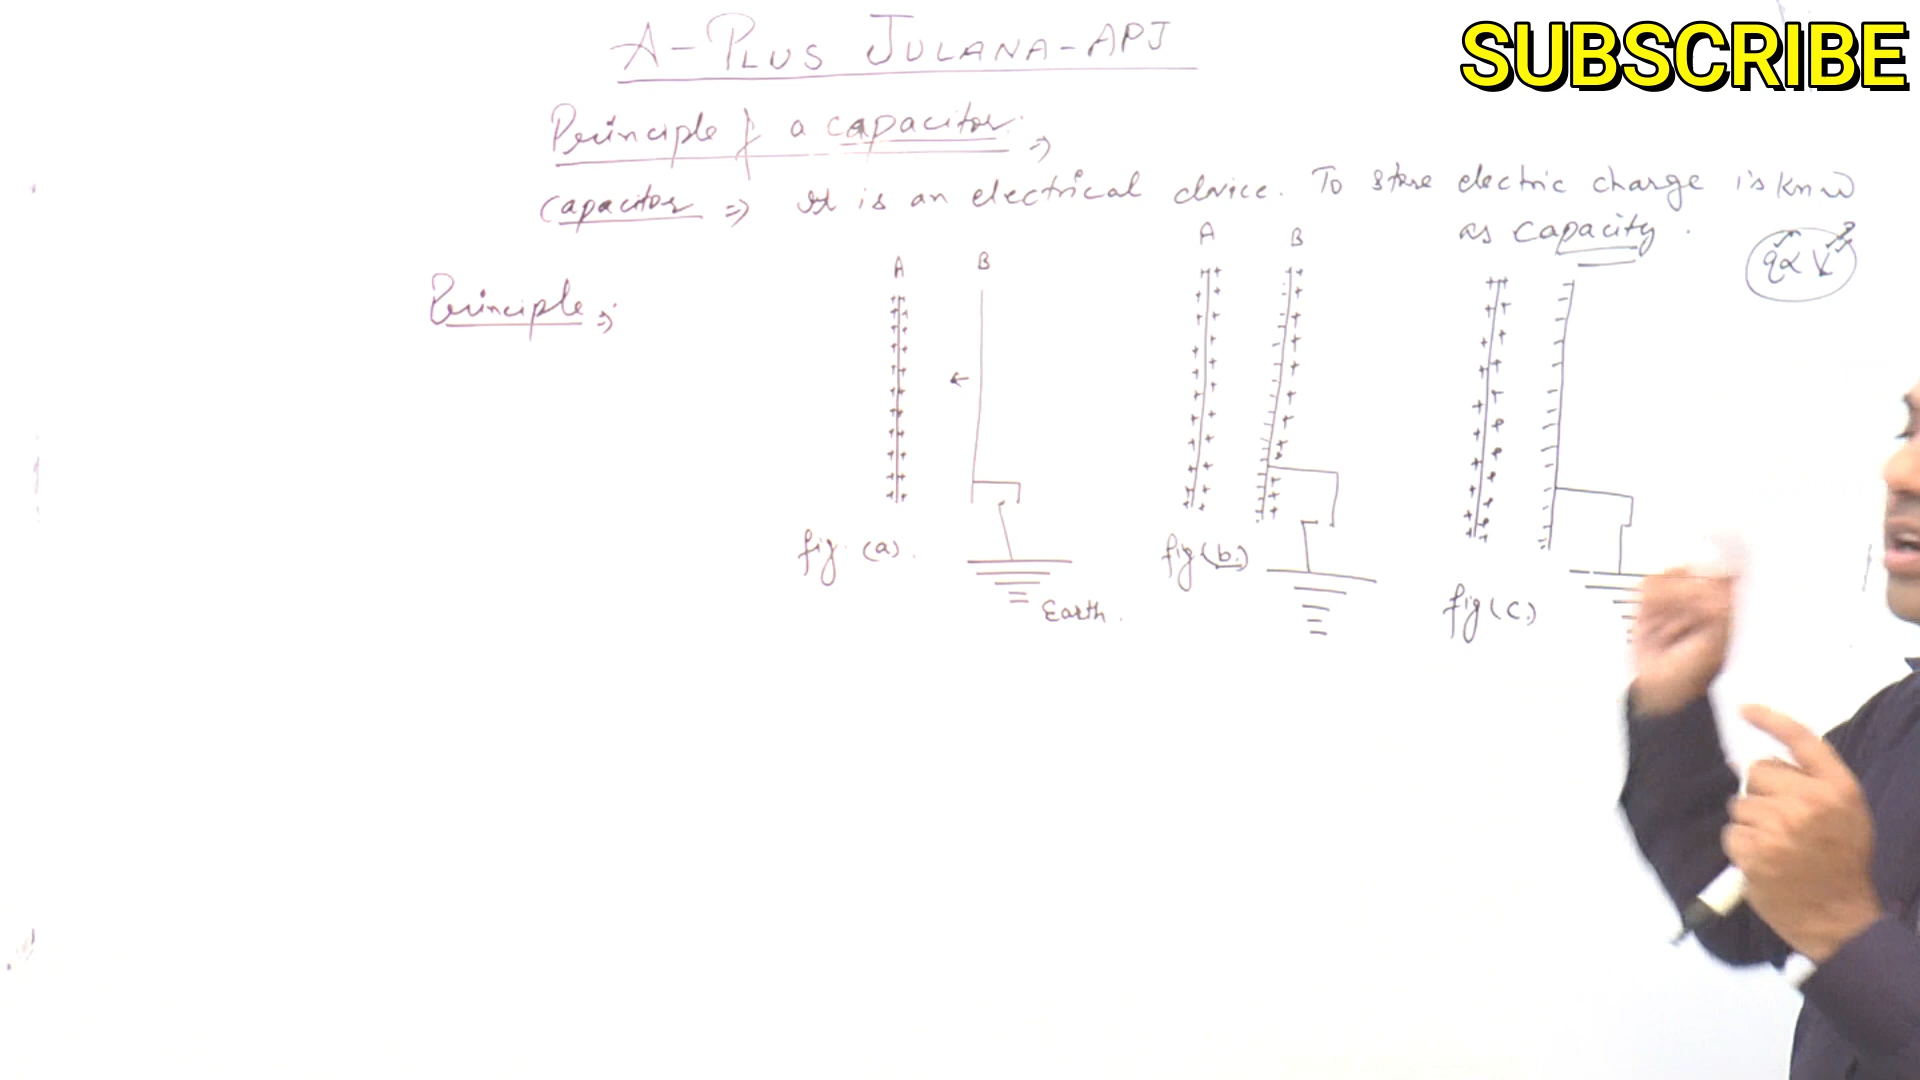 A-PLUS JULANA-APJ
SUBSCRIBE
Principle of a capacitor. ⇒
Capacitor ⇒ It is an electrical device. To store electric charge is know
as capacity.
q∝V
Principle ⇒
A B
A B
fig. (a).
Earth.
fig (b.)
fig (c.)